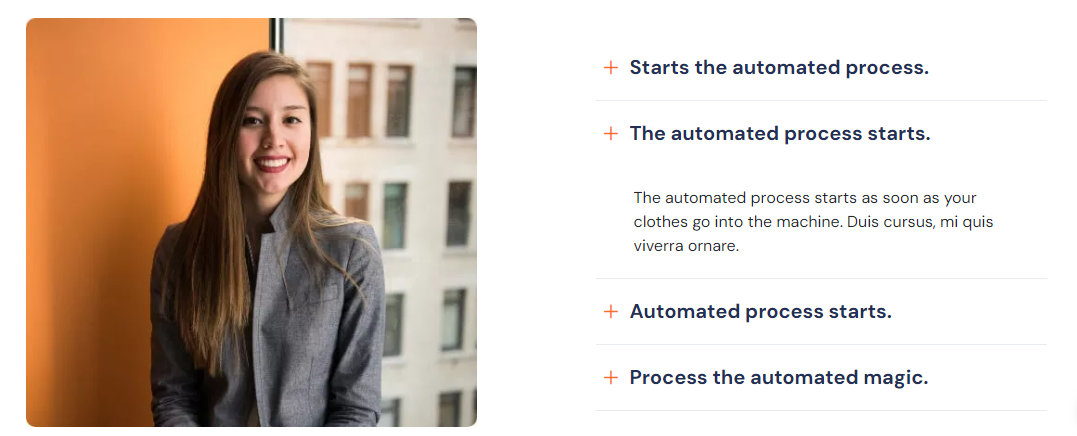 Starts the automated process.
The automated process starts.
The automated process starts as soon as your
clothes go into the machine. Duis cursus, mi quis
viverra ornare.
Automated process starts.
Process the automated magic.